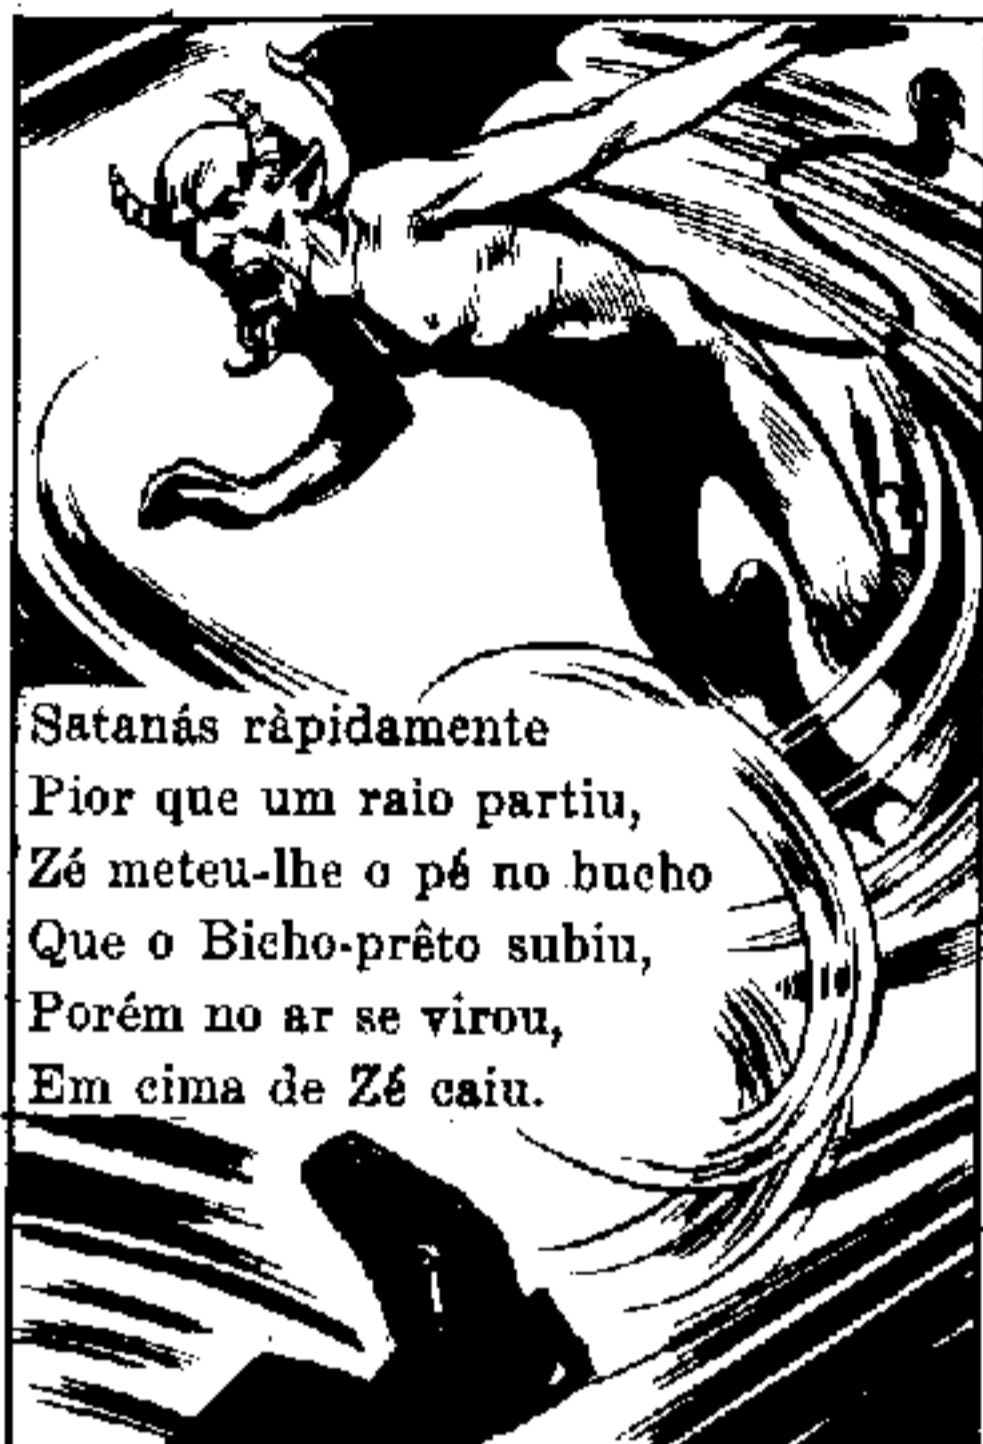 Satanás ràpidamente
Pior que um raio partiu,
Zé meteu-lhe o pé no bucho
Que o Bicho-prêto subiu,
Porém no ar se virou,
Em cima de Zé caiu.